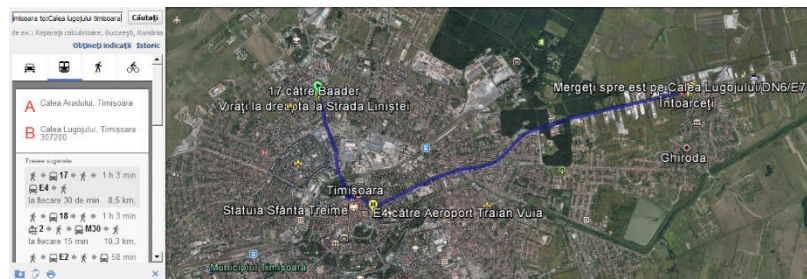 imisoara to:Calea lugojului timisoara
Căutați
de ex.: Reparații calculatoare, București, România
Obțineți indicații Istoric
A Calea Aradului, Timișoara
B Calea Lugojului, Timișoara
307200
Trasee sugerate
17 1 h 3 min
E4
la fiecare 30 de min 8,5 km,
18 1 h 3 min
2 M30
la fiecare 15 min 10,3 km,
E2 58 min
17 către Baader
Virați la dreapta la Strada Liniștei
Mergeți spre est pe Calea Lugojului/DN6/E7
Întoarceți
Ghiroda
Timișoara
Statuia Sfânta Treime
E4 către Aeroport Traian Vuia
Municipiul Timișoara